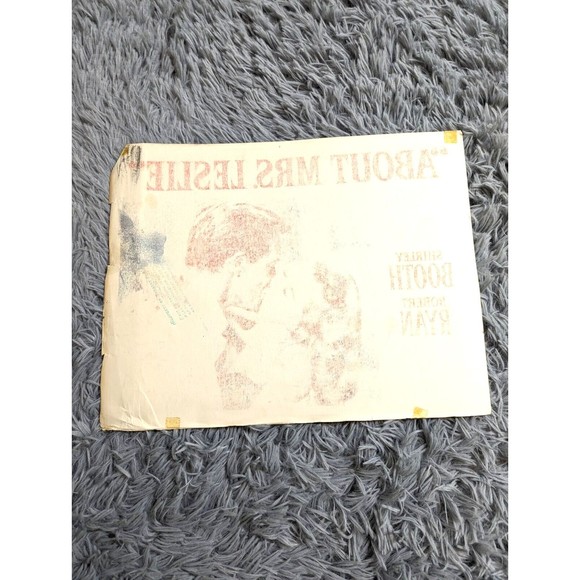 "ABOUT MRS. LESLIE"
SHIRLEY
BOOTH
ROBERT
RYAN